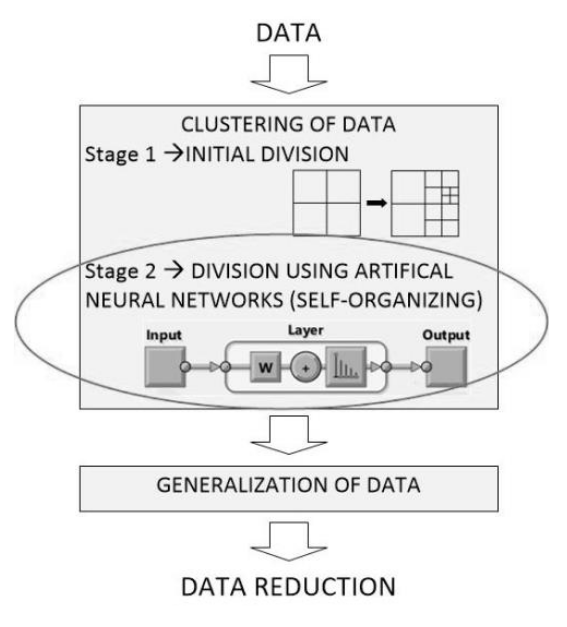 DATA
CLUSTERING OF DATA
Stage 1 →INITIAL DIVISION
Stage 2 → DIVISION USING ARTIFICAL
NEURAL NETWORKS (SELF-ORGANIZING)
Input Layer Output
W +
GENERALIZATION OF DATA
DATA REDUCTION